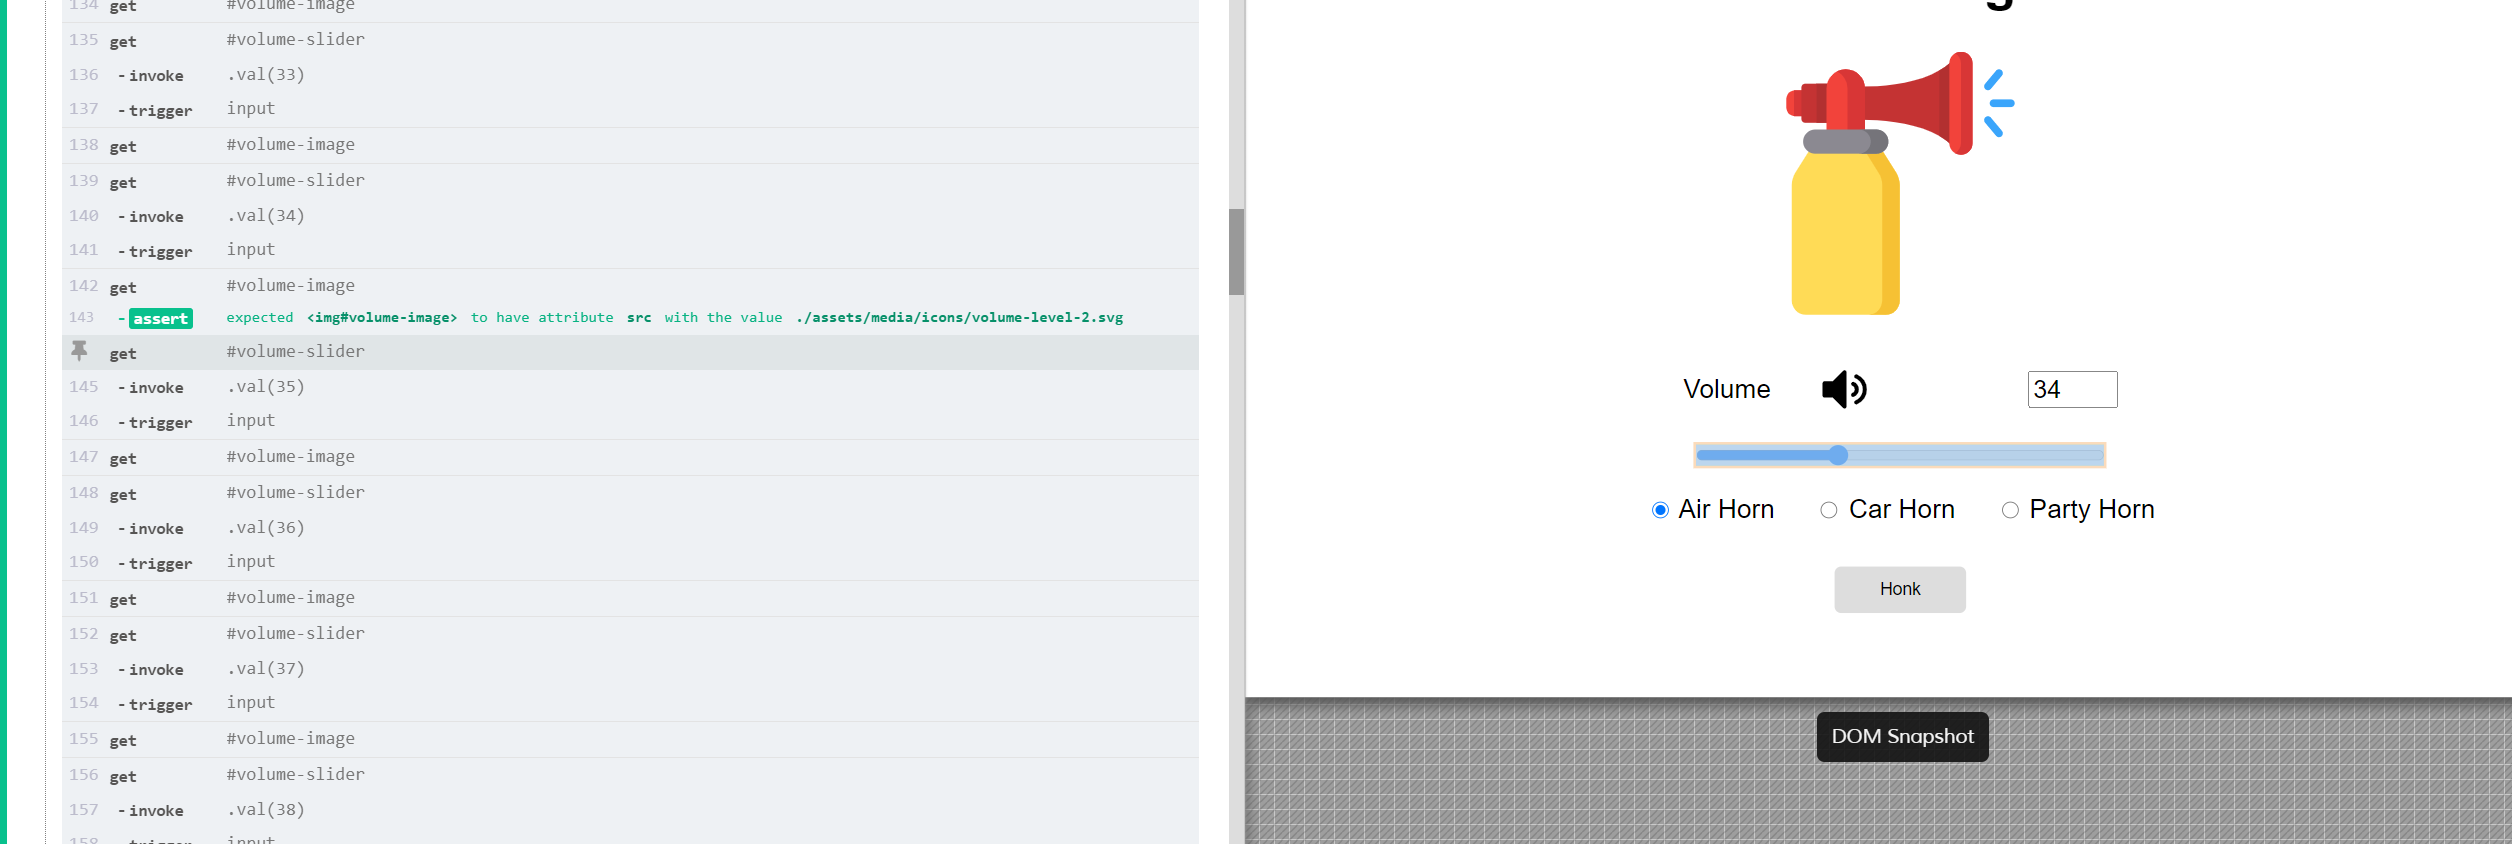 134 get #volume-image
135 get #volume-slider
136 -invoke .val(33)
137 -trigger input
138 get #volume-image
139 get #volume-slider
140 -invoke .val(34)
141 -trigger input
142 get #volume-image
143 -assert expected <img#volume-image> to have attribute src with the value ./assets/media/icons/volume-level-2.svg
get #volume-slider
145 -invoke .val(35)
146 -trigger input
147 get #volume-image
148 get #volume-slider
149 -invoke .val(36)
150 -trigger input
151 get #volume-image
152 get #volume-slider
153 -invoke .val(37)
154 -trigger input
155 get #volume-image
156 get #volume-slider
157 -invoke .val(38)
158 -trigger input
Volume 34
Air Horn Car Horn Party Horn
Honk
DOM Snapshot